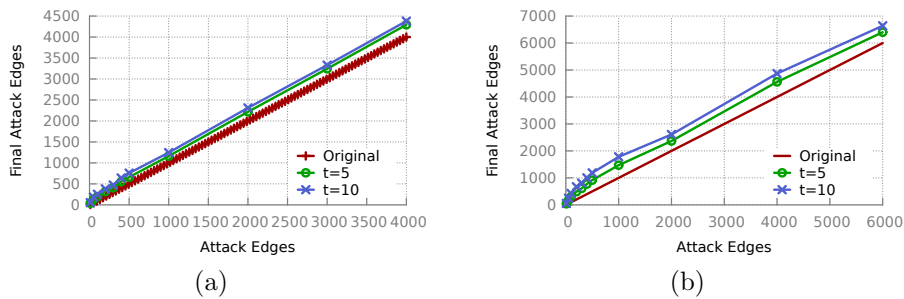 4500
4000
3500
3000
2500
2000
1500
1000
500
0
Final Attack Edges
0 500 1000 1500 2000 2500 3000 3500 4000
Attack Edges
Original
t=5
t=10
(a)
7000
6000
5000
4000
3000
2000
1000
0
Final Attack Edges
0 1000 2000 3000 4000 5000 6000
Attack Edges
Original
t=5
t=10
(b)